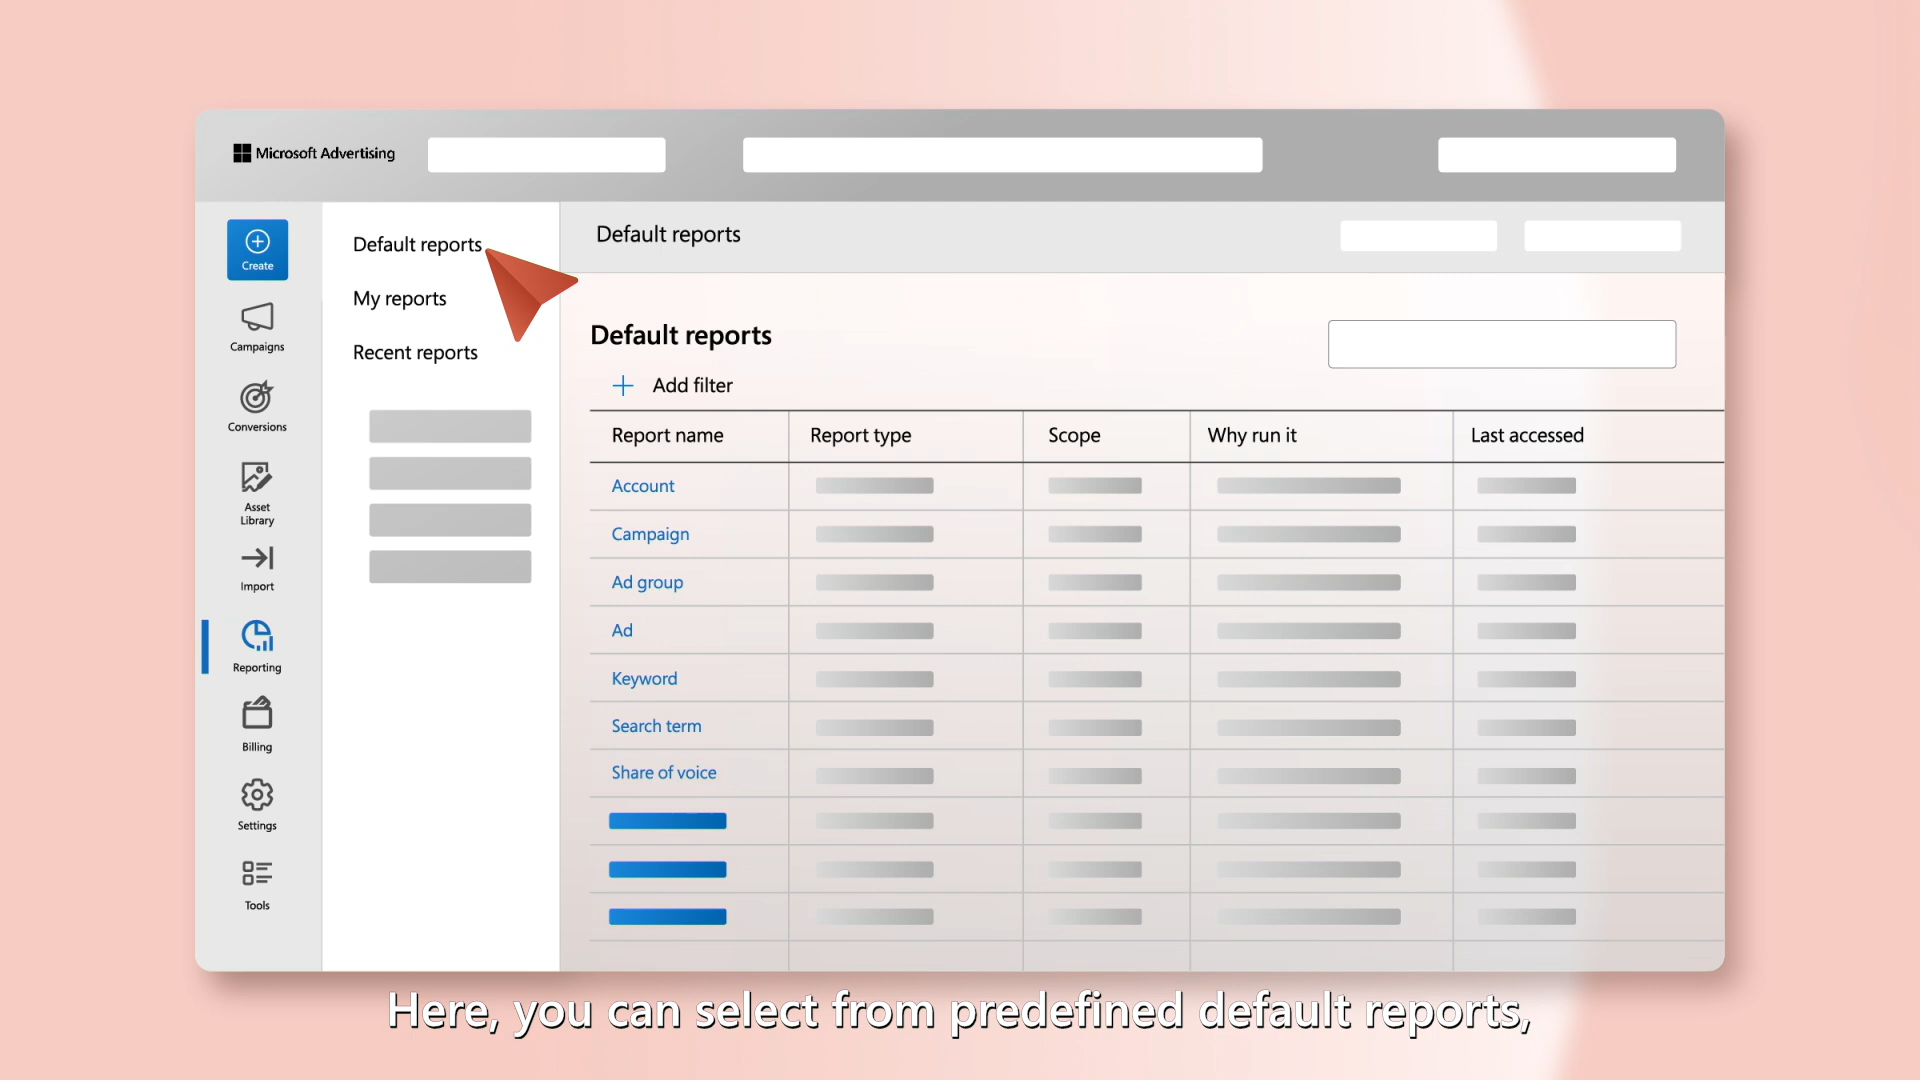 Microsoft Advertising
Create
Campaigns
Conversions
Asset
Library
Import
Reporting
Billing
Settings
Tools
Default reports
My reports
Recent reports
Default reports
Default reports
Add filter
Report name
Report type
Scope
Why run it
Last accessed
Account
Campaign
Ad group
Ad
Keyword
Search term
Share of voice
Here, you can select from predefined default reports,